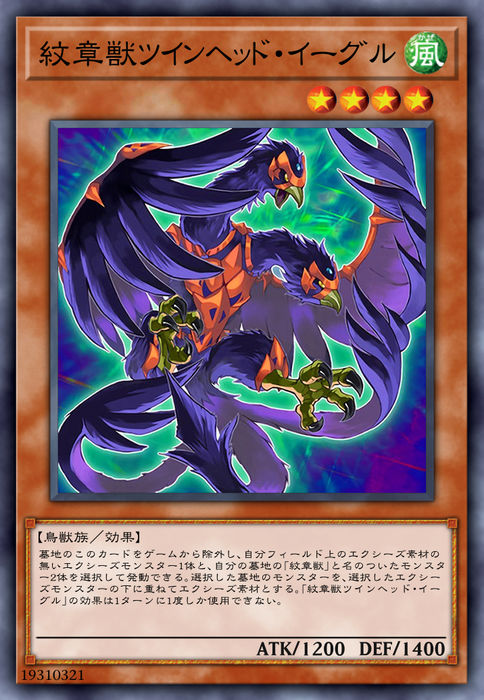 紋章獣ツインヘッド・イーグル
かぜ
風
【鳥獣族／効果】
墓地のこのカードをゲームから除外し、自分フィールド上のエクシーズ素材の
無いエクシーズモンスター1体と、自分の墓地の「紋章獣」と名のついたモンスタ
ー2体を選択して発動できる。選択した墓地のモンスターを、選択したエクシ
ーズモンスターの下に重ねてエクシーズ素材とする。「紋章獣ツインヘッド・イー
グル」の効果は1ターンに1度しか使用できない。
ATK/1200 DEF/1400
19310321